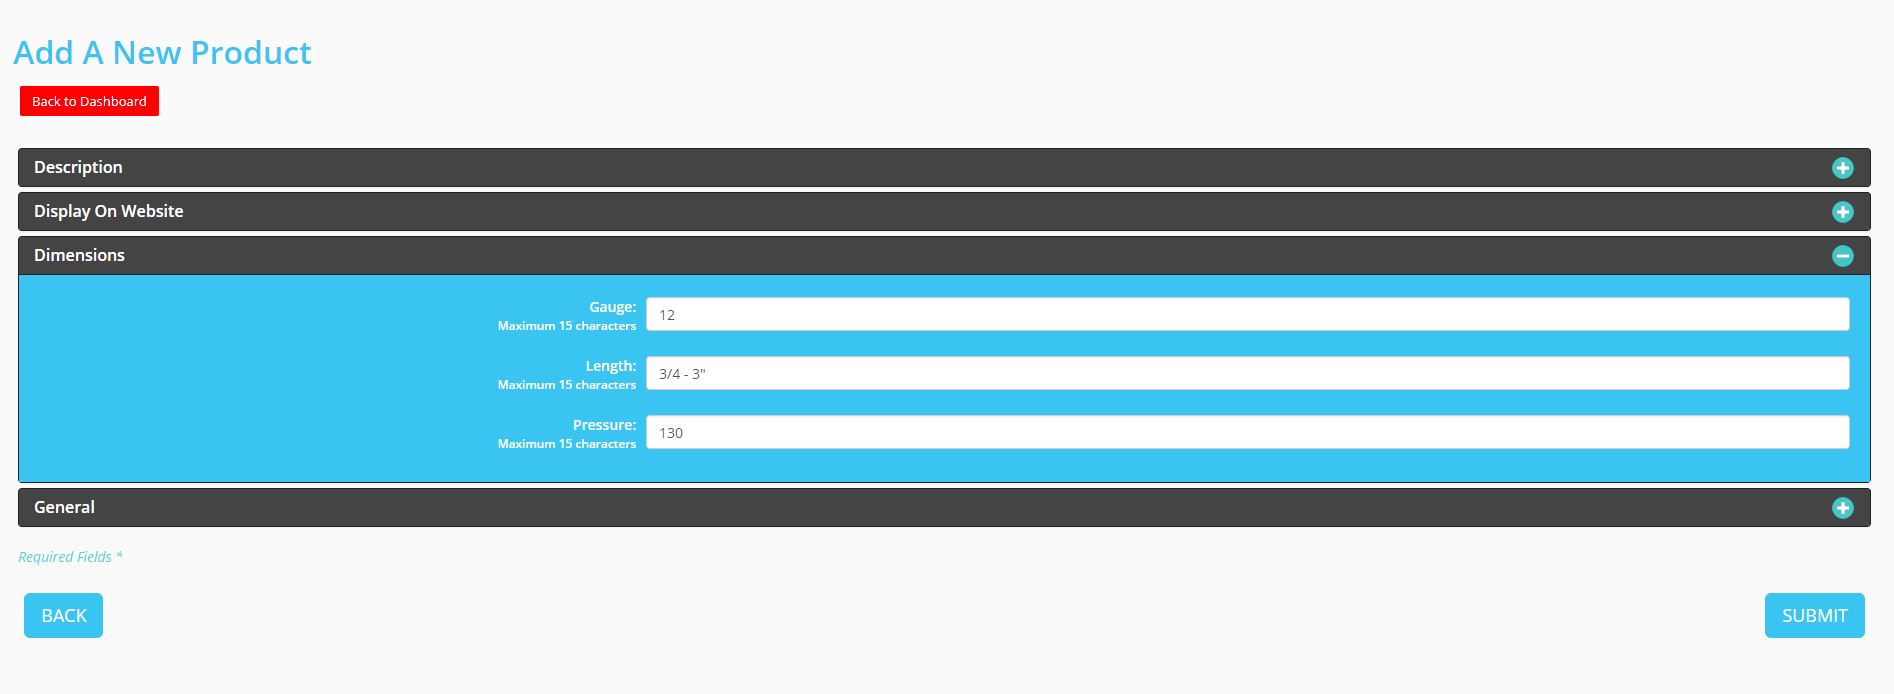 Add A New Product
Back to Dashboard
Description
Display On Website
Dimensions
Gauge:
Maximum 15 characters
12
Length:
Maximum 15 characters
3/4 - 3"
Pressure:
Maximum 15 characters
130
General
Required Fields *
BACK
SUBMIT